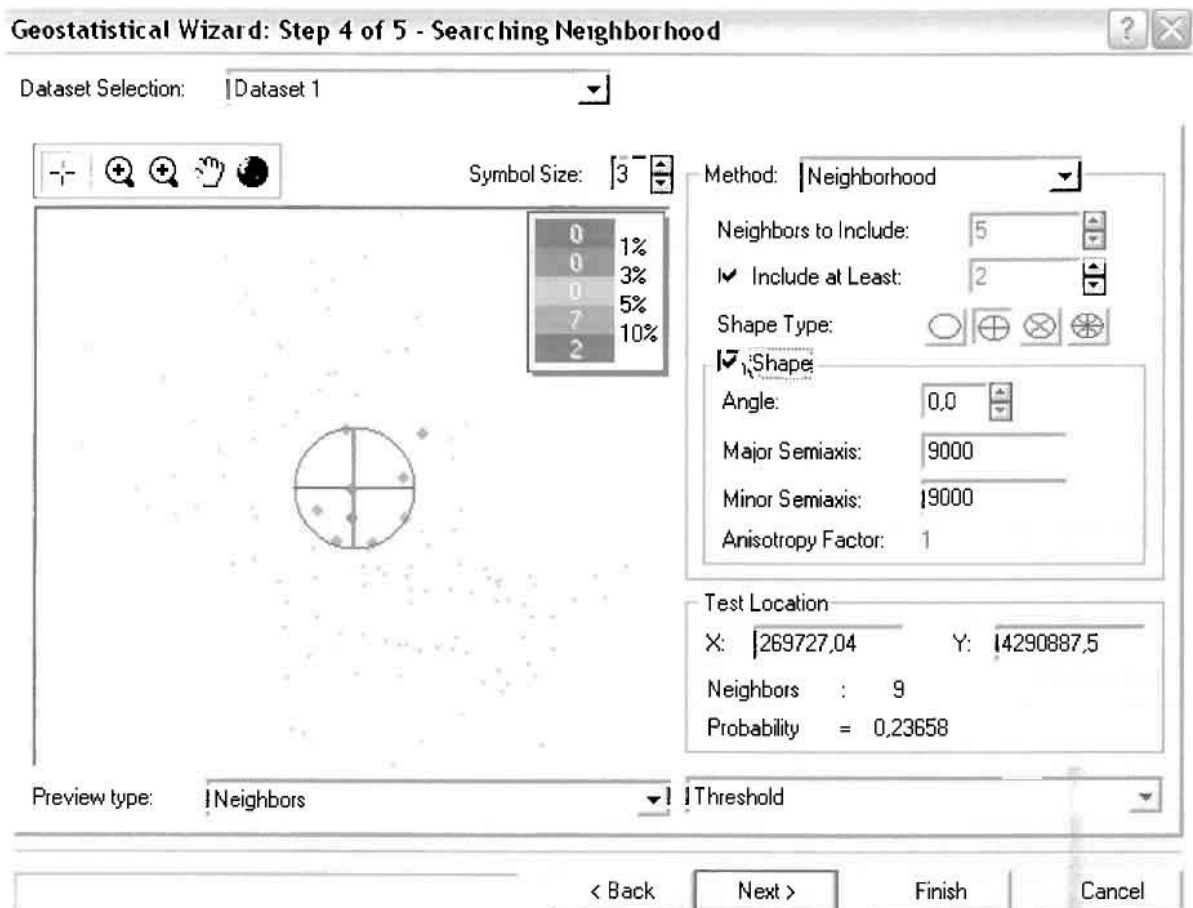 Geostatistical Wizard: Step 4 of 5 - Searching Neighborhood
Dataset Selection: Dataset 1
Symbol Size: 3
0
0
0
7
2
1%
3%
5%
10%
Method: Neighborhood
Neighbors to Include: 5
Include at Least: 2
Shape Type:
Shape
Angle: 0,0
Major Semiaxis: 9000
Minor Semiaxis: 9000
Anisotropy Factor: 1
Test Location
X: 269727,04 Y: 4290887,5
Neighbors : 9
Probability = 0,23658
Preview type: Neighbors
Threshold
< Back Next > Finish Cancel